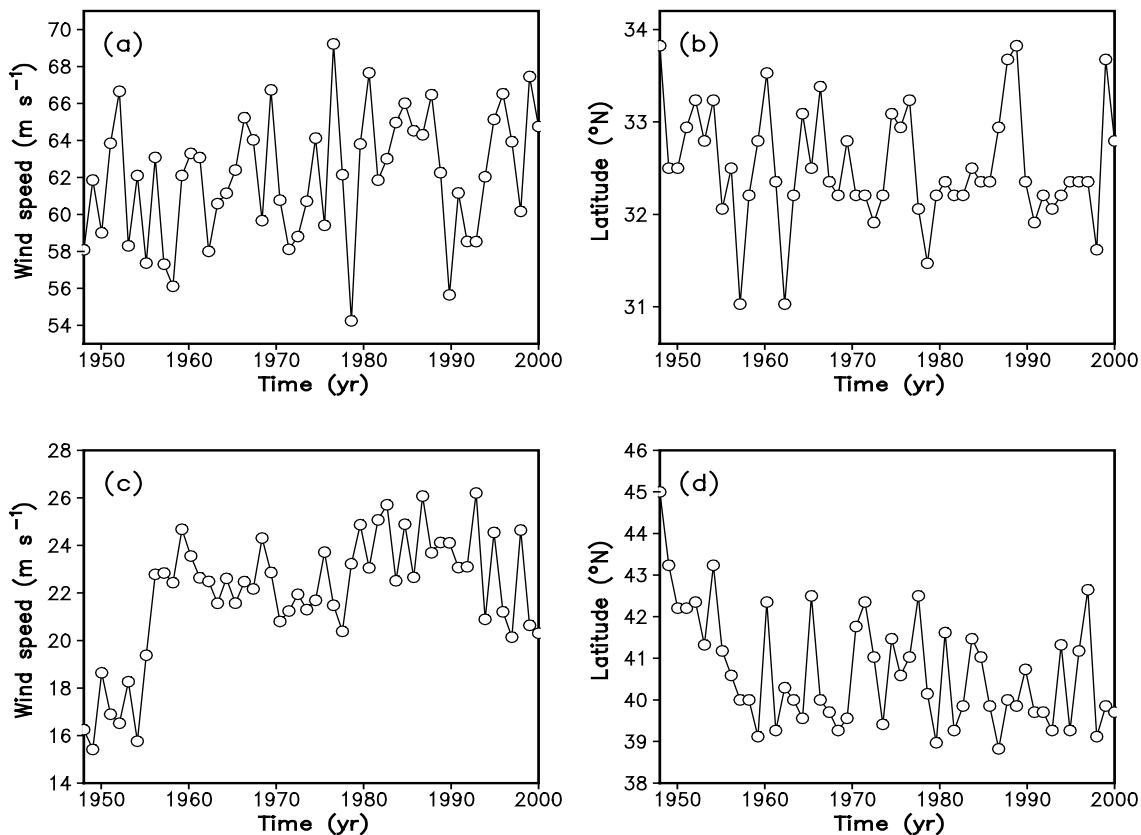 (a)
70
68
66
64
62
60
58
56
54
Wind speed (m s⁻¹)
1950 1960 1970 1980 1990 2000
Time (yr)
(b)
34
33
32
31
Latitude (°N)
1950 1960 1970 1980 1990 2000
Time (yr)
(c)
28
26
24
22
20
18
16
14
Wind speed (m s⁻¹)
1950 1960 1970 1980 1990 2000
Time (yr)
(d)
46
45
44
43
42
41
40
39
38
Latitude (°N)
1950 1960 1970 1980 1990 2000
Time (yr)